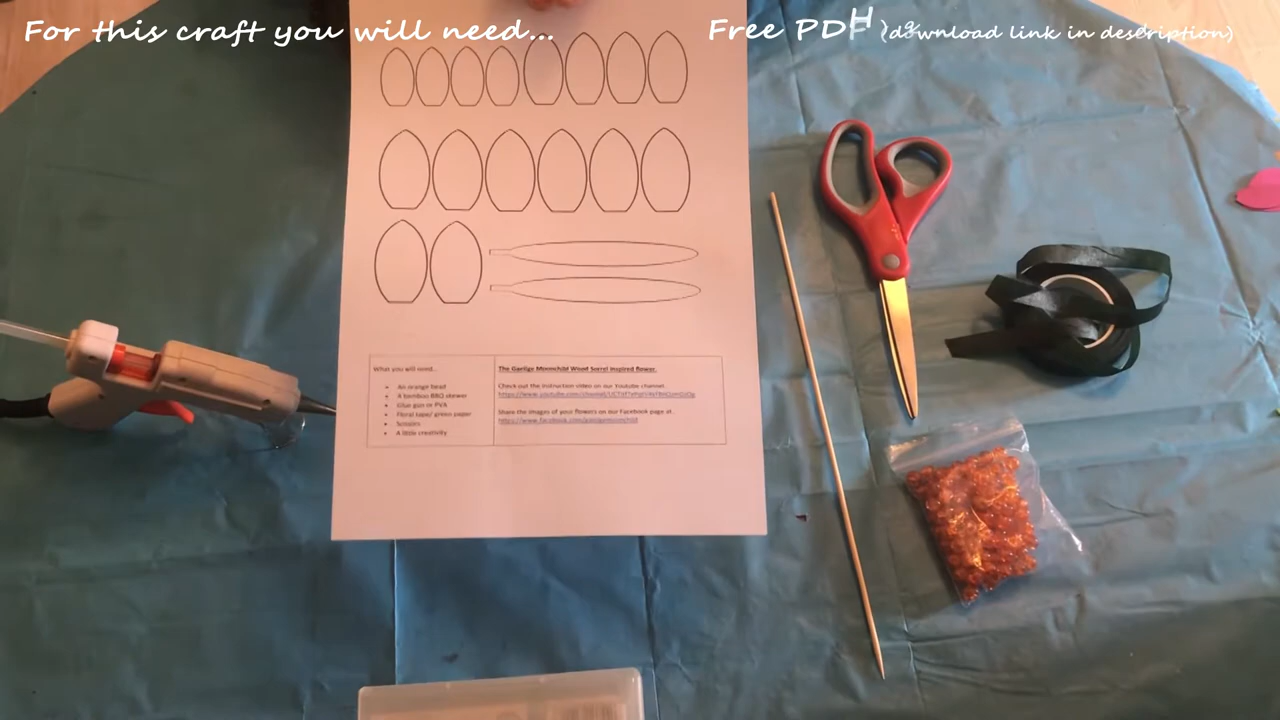 For this craft you will need...
Free PDF (download link in description)
What you will need...
An orange bead
A bamboo BBQ skewer
Glue gun or PVA
Floral tape/ green paper
Scissors
A little creativity
The Gaelige Moonchild Wood Sorrel inspired flower.
Check out the instruction video on our Youtube channel.
Share the images of your flowers on our Facebook page at.